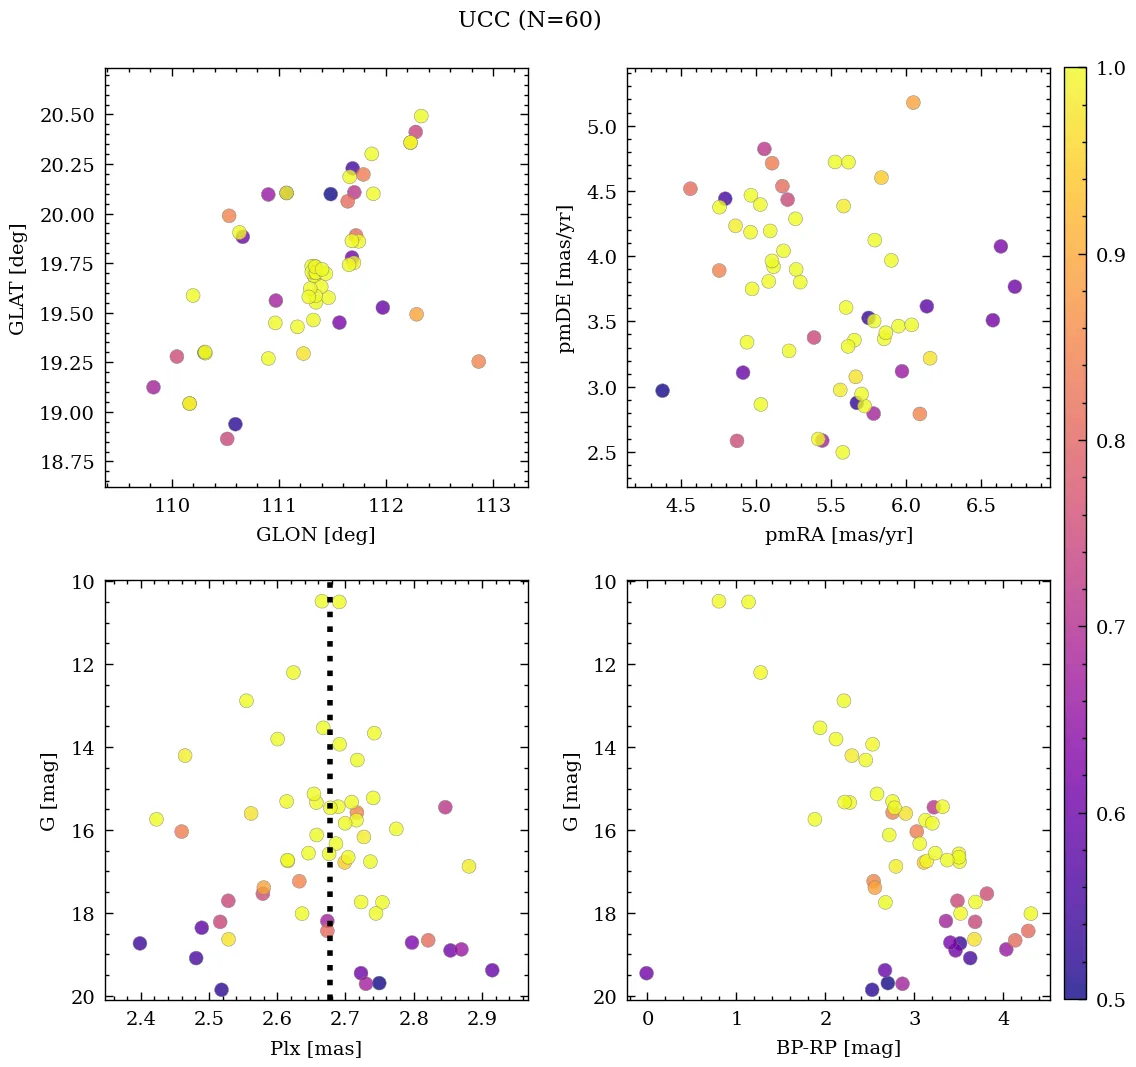 UCC (N=60)
20.50
20.25
20.00
19.75
19.50
19.25
19.00
18.75
GLAT [deg]
110 111 112 113
GLON [deg]
5.0
4.5
4.0
3.5
3.0
2.5
pmDE [mas/yr]
4.5 5.0 5.5 6.0 6.5
pmRA [mas/yr]
10
12
14
16
18
20
G [mag]
2.4 2.5 2.6 2.7 2.8 2.9
Plx [mas]
10
12
14
16
18
20
G [mag]
0 1 2 3 4
BP-RP [mag]
1.0
0.9
0.8
0.7
0.6
0.5